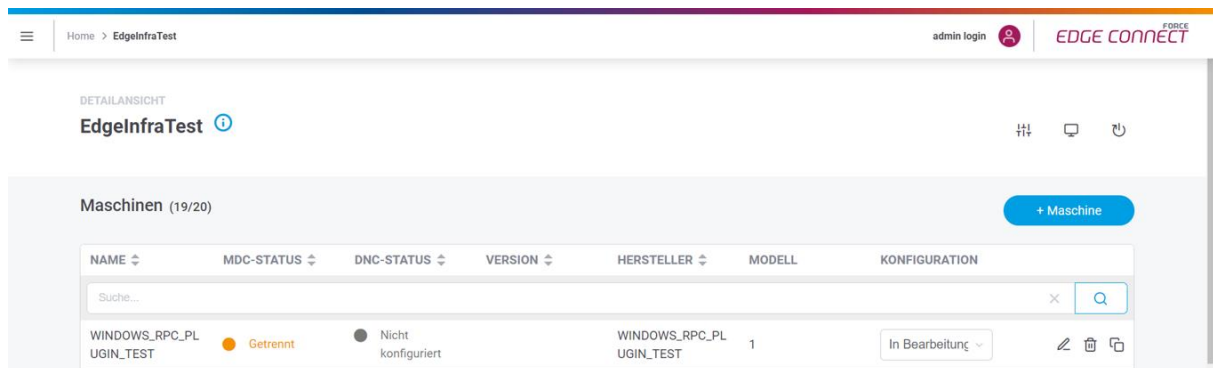 Home > EdgeInfraTest
admin login
FORCE
EDGE CONNECT
DETAILANSICHT
EdgeInfraTest
Maschinen (19/20)
+ Maschine
NAME MDC-STATUS DNC-STATUS VERSION HERSTELLER MODELL KONFIGURATION
Suche...
WINDOWS_RPC_PL Nicht WINDOWS_RPC_PL
Getrennt 1 In Bearbeitung
UGIN_TEST konfiguriert UGIN_TEST